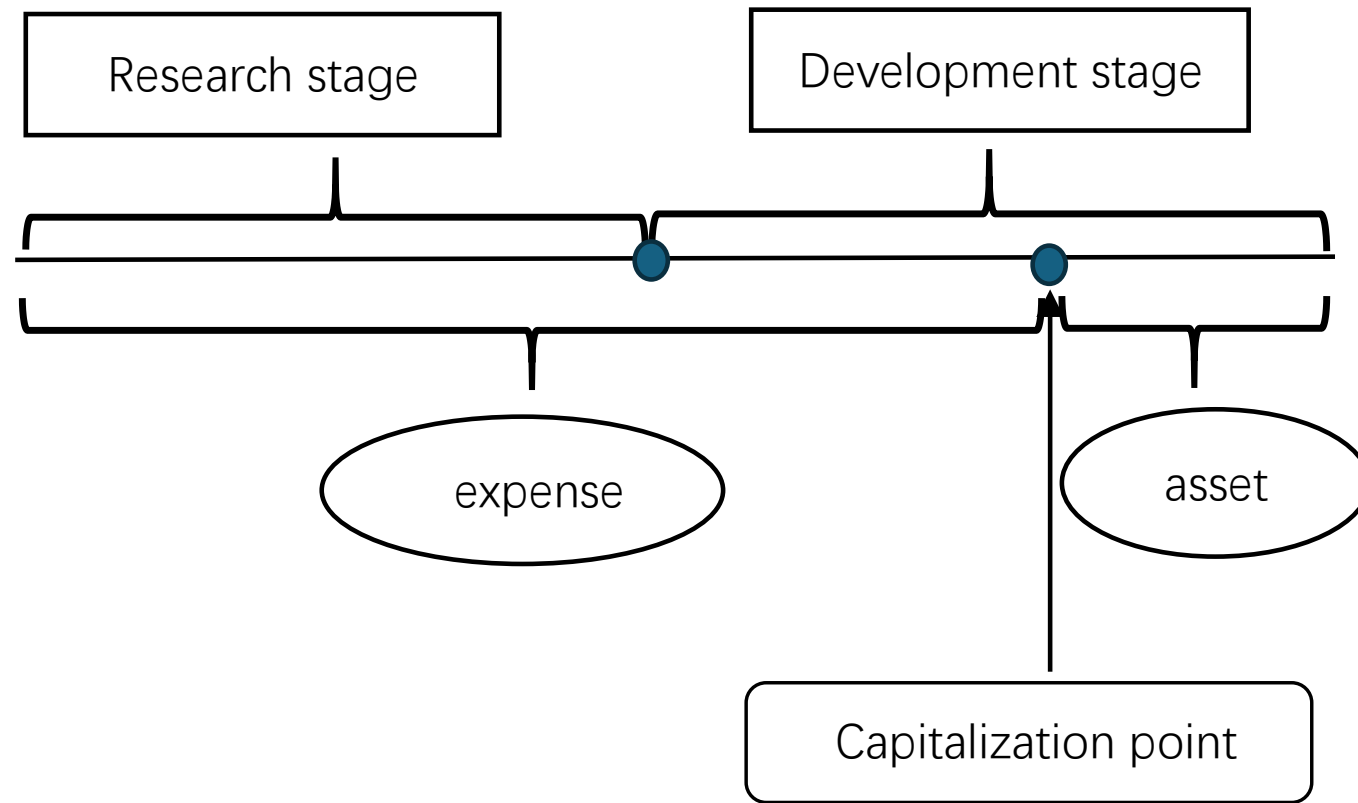 Research stage
Development stage
expense
asset
Capitalization point